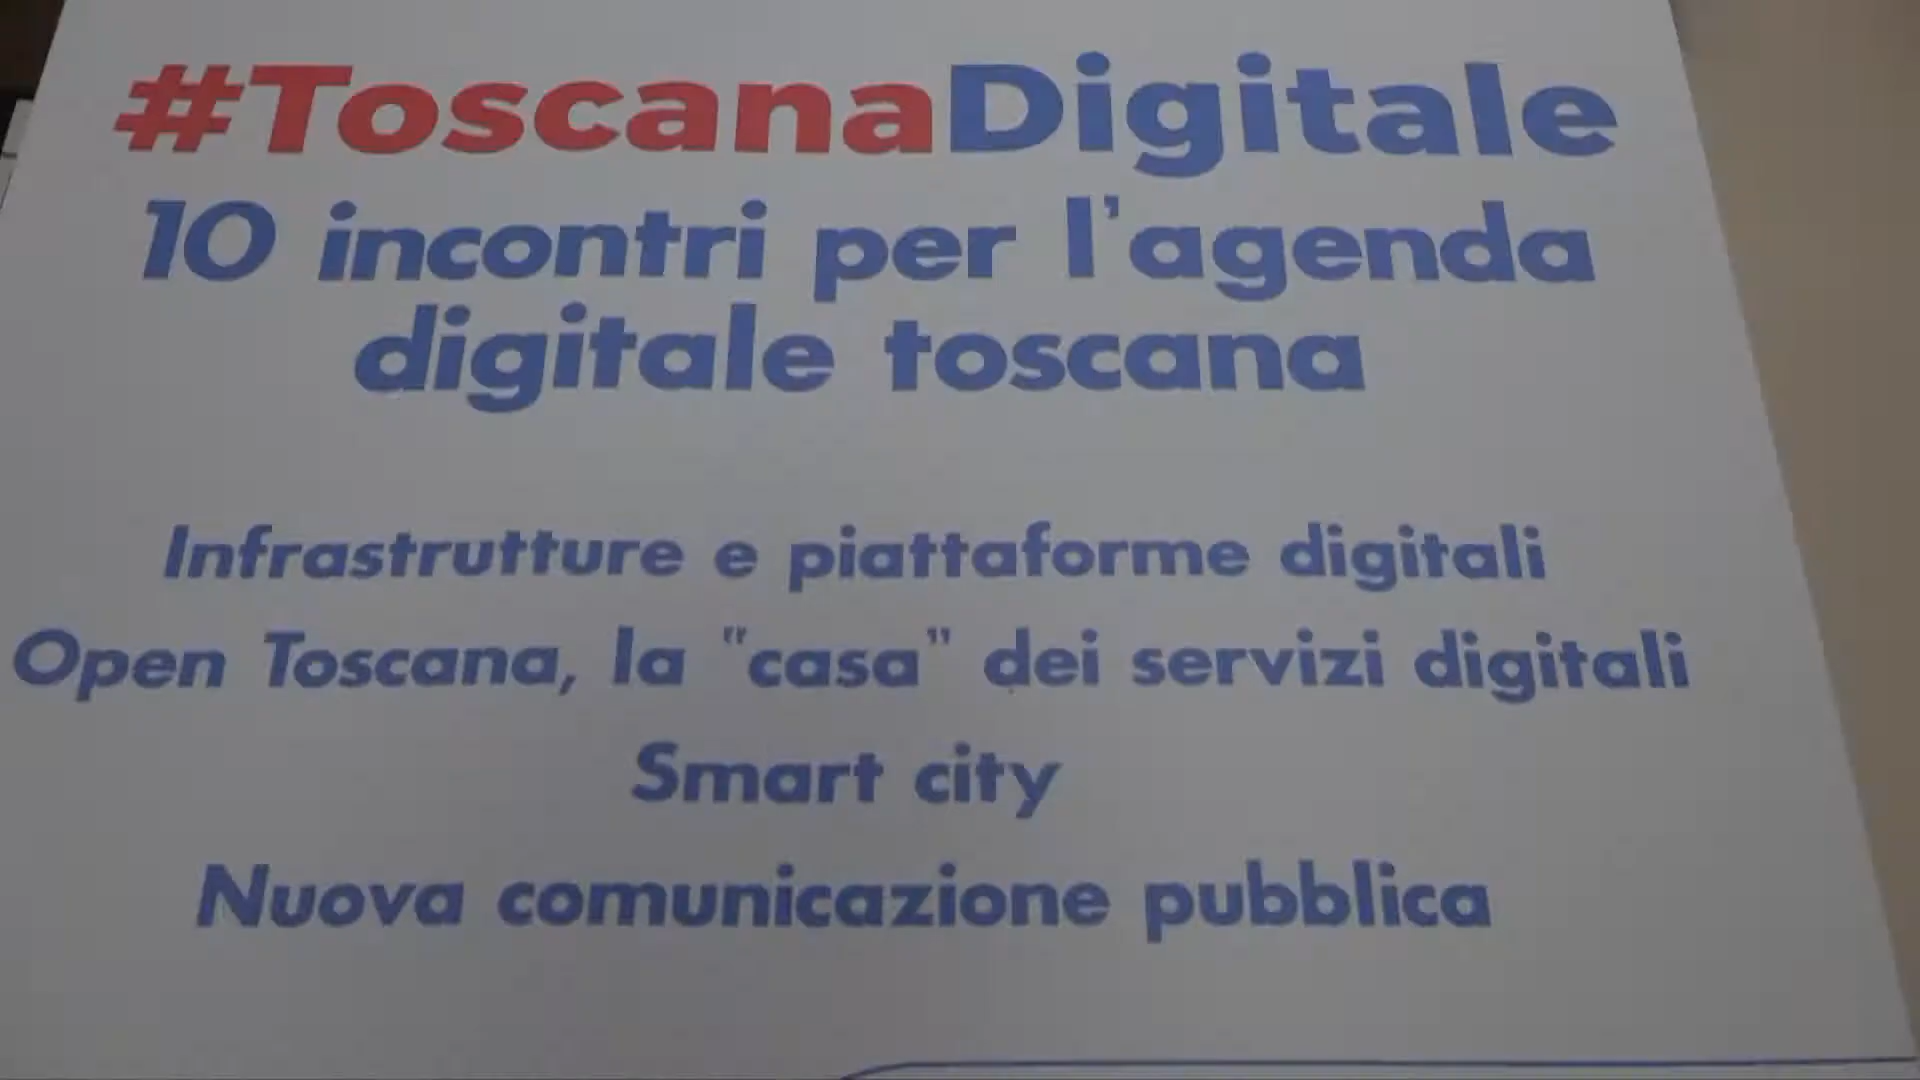 #ToscanaDigitale
10 incontri per l'agenda
digitale toscana
Infrastrutture e piattaforme digitali
Open Toscana, la "casa" dei servizi digitali
Smart city
Nuova comunicazione pubblica